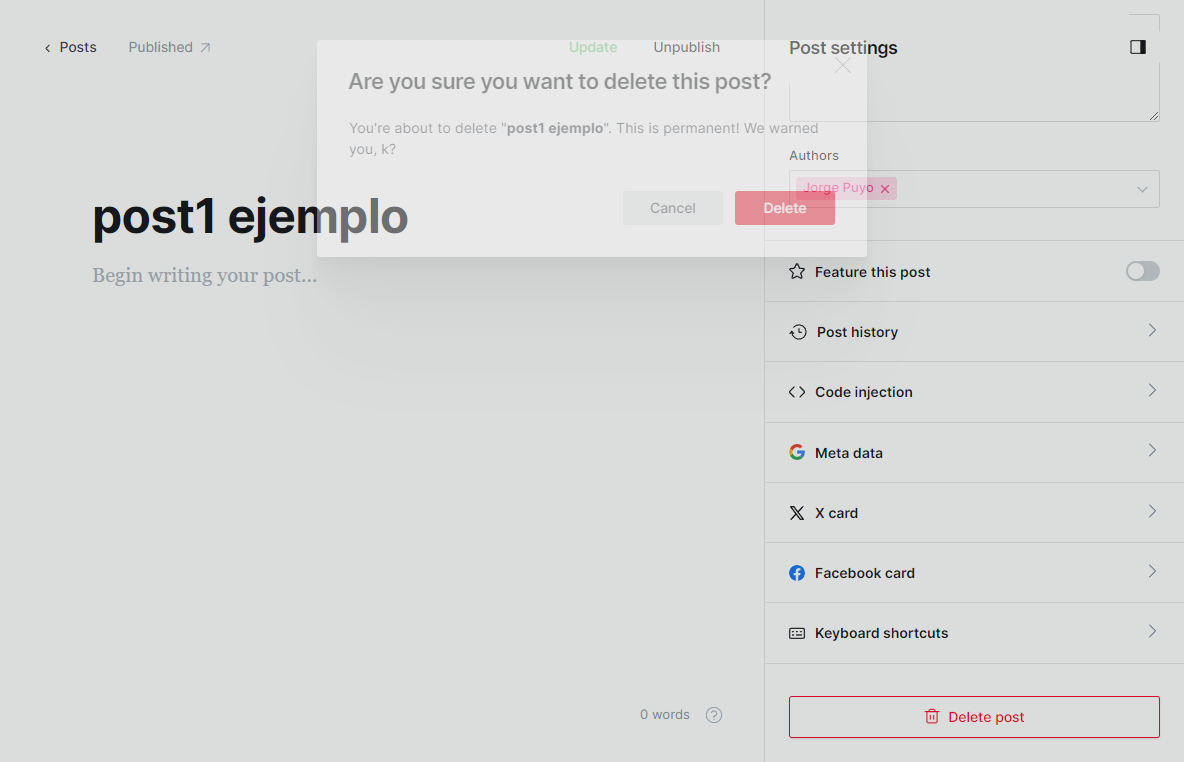 Posts
Published
Update
Unpublish
Post settings
Are you sure you want to delete this post?
You're about to delete "post1 ejemplo". This is permanent! We warned
you, k?
Cancel
Delete
post1 ejemplo
Begin writing your post...
Authors
Jorge Puyo
Feature this post
Post history
Code injection
Meta data
X card
Facebook card
Keyboard shortcuts
0 words
?
Delete post